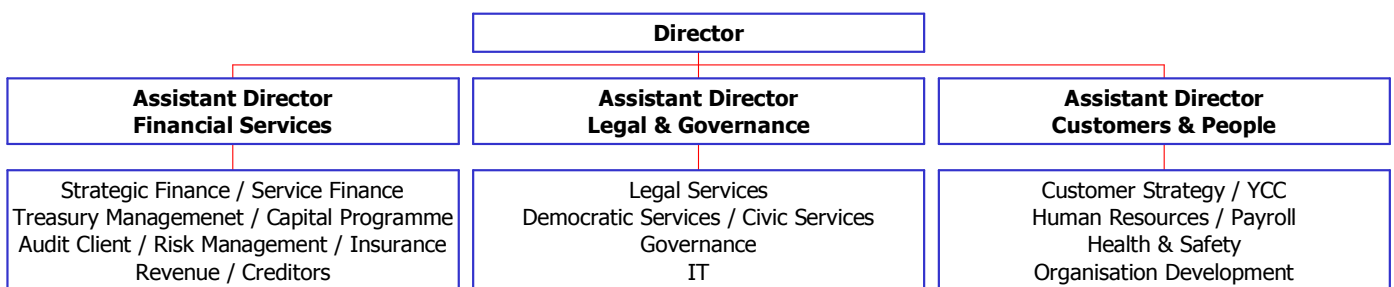 Director
Assistant Director
Financial Services
Assistant Director
Legal & Governance
Assistant Director
Customers & People
Strategic Finance / Service Finance
Treasury Managemenet / Capital Programme
Audit Client / Risk Management / Insurance
Revenue / Creditors
Legal Services
Democratic Services / Civic Services
Governance
IT
Customer Strategy / YCC
Human Resources / Payroll
Health & Safety
Organisation Development